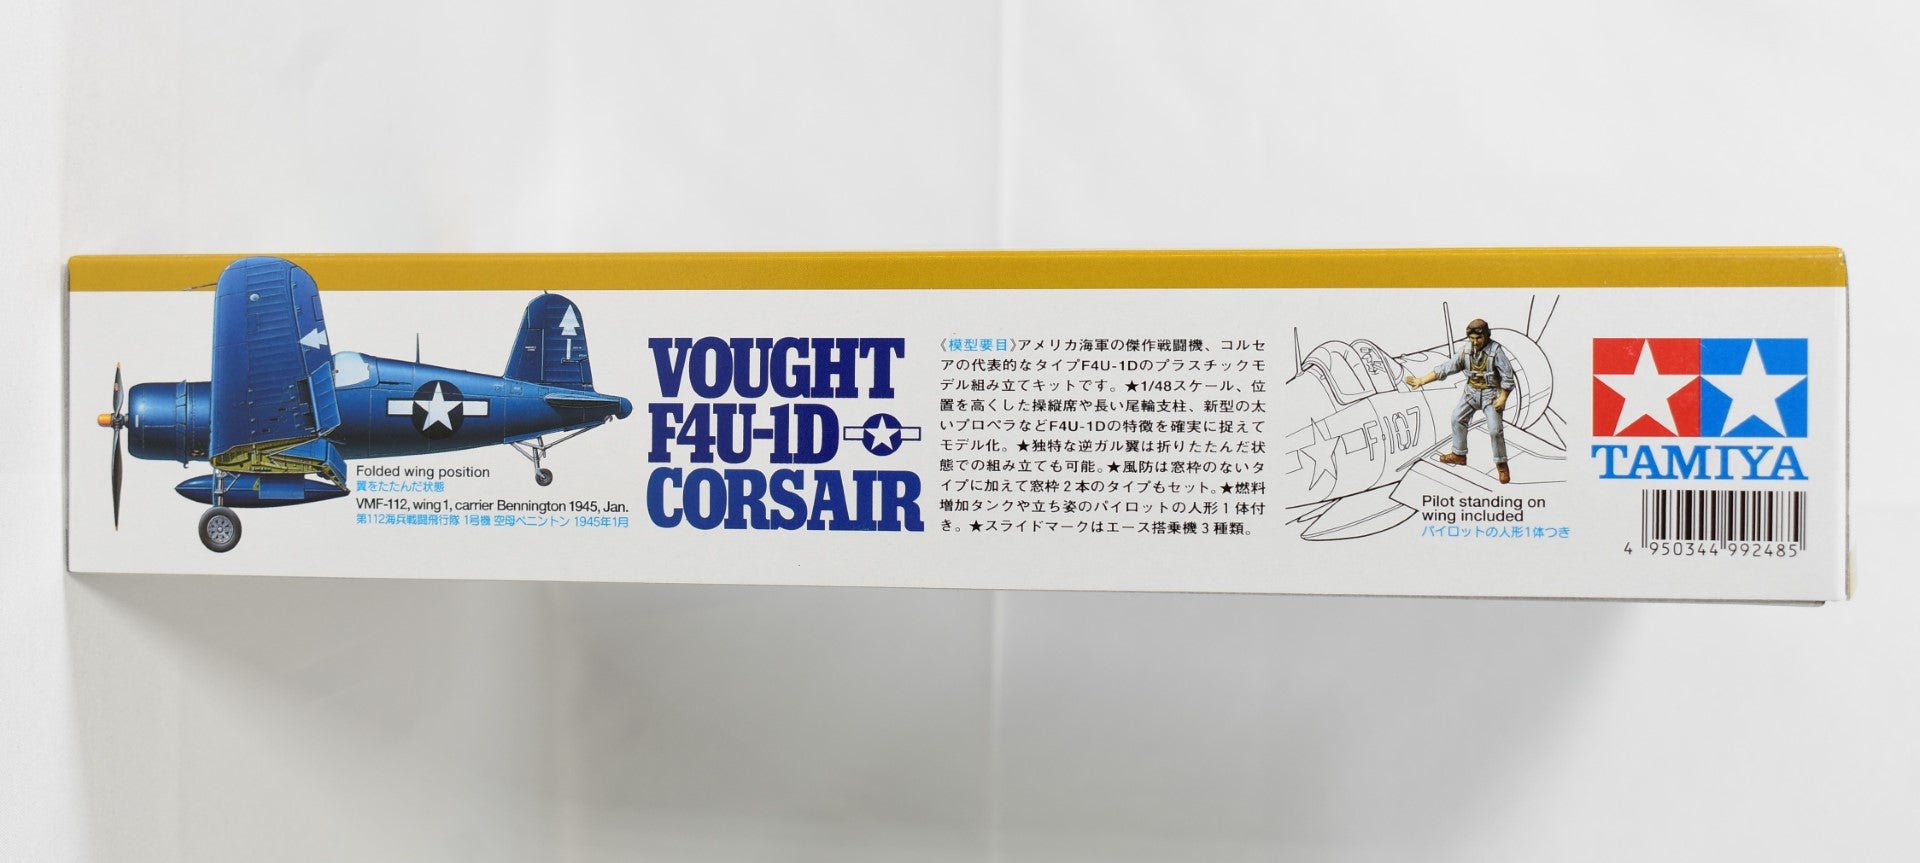 Folded wing position
翼をたたんだ状態
VMF-112, wing 1, carrier Bennington 1945, Jan.
第112海兵戦闘飛行隊 1号機 空母ベニントン 1945年1月
VOUGHT
F4U-1D
CORSAIR
《模型要目》アメリカ海軍の傑作戦闘機、コルセ
アの代表的なタイプF4U-1Dのプラスチックモ
デル組み立てキットです。★1/48スケール、位
置を高くした操縦席や長い尾輪支柱、新型の太
いプロペラなどF4U-1Dの特徴を確実に捉えて
モデル化。★独特な逆ガル翼は折りたたんだ状
態での組み立ても可能。★風防は窓枠のないタ
イプに加えて窓枠2本のタイプもセット。★燃料
増加タンクや立ち姿のパイロットの人形1体付
き。★スライドマークはエース搭乗機3種類。
F-107
Pilot standing on
wing included
パイロットの人形1体つき
TAMIYA
4 950344 992485